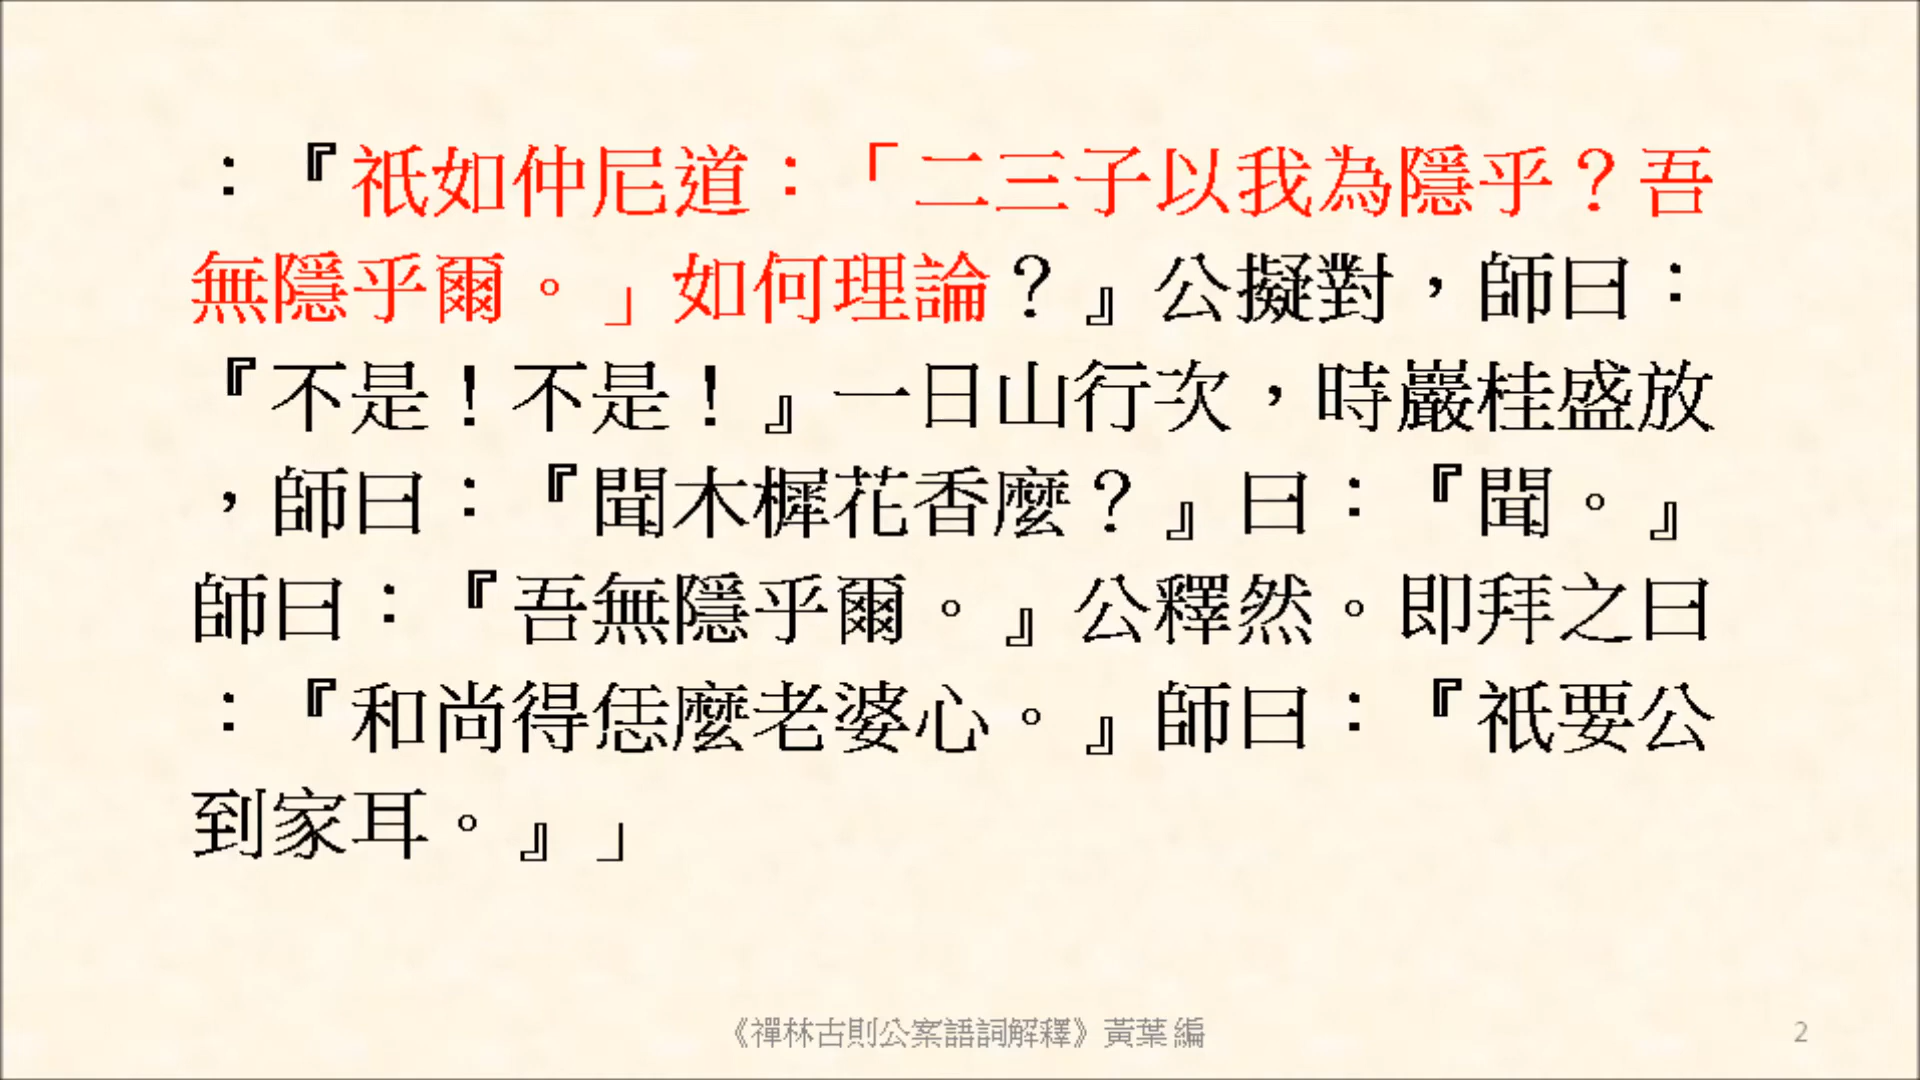 ：『祇如仲尼道：「二三子以我為隱乎？吾
無隱乎爾。」如何理論？』公擬對，師曰：
『不是！不是！』一日山行次，時巖桂盛放
，師曰：『聞木樨花香麼？』曰：『聞。』
師曰：『吾無隱乎爾。』公釋然。即拜之曰
：『和尚得恁麼老婆心。』師曰：『祇要公
到家耳。』」
《禪林古則公案語詞解釋》黃葉編
2